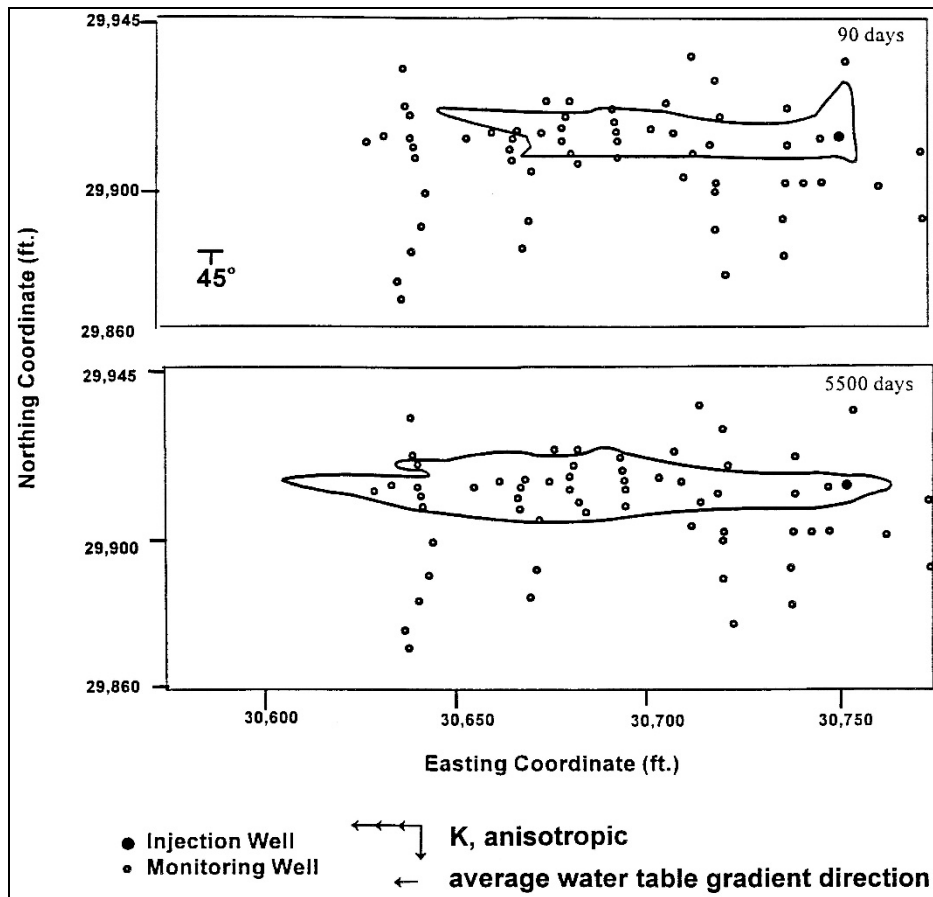 29,945
90 days
29,900
45°
29,860
Northing Coordinate (ft.)
29,945
5500 days
29,900
29,860
30,600
30,650
30,700
30,750
Easting Coordinate (ft.)
Injection Well
Monitoring Well
K, anisotropic
average water table gradient direction